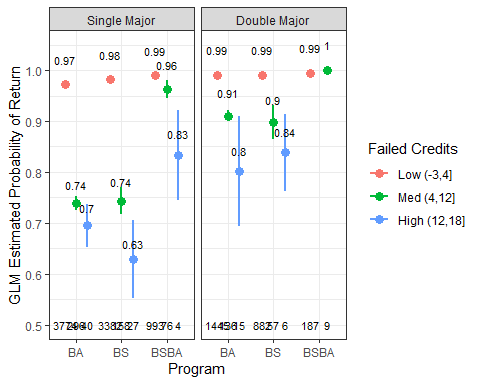 Single Major
Double Major
GLM Estimated Probability of Return
1.0
0.9
0.8
0.7
0.6
0.5
0.97
0.98
0.99
0.96
0.74
0.7
0.74
0.63
0.83
0.99
0.99
0.99
1
0.91
0.8
0.9
0.84
40
27
993
76
4
15
57
6
187
9
BA
BS
BSBA
BA
BS
BSBA
Program
Failed Credits
Low (-3,4]
Med (4,12]
High (12,18]